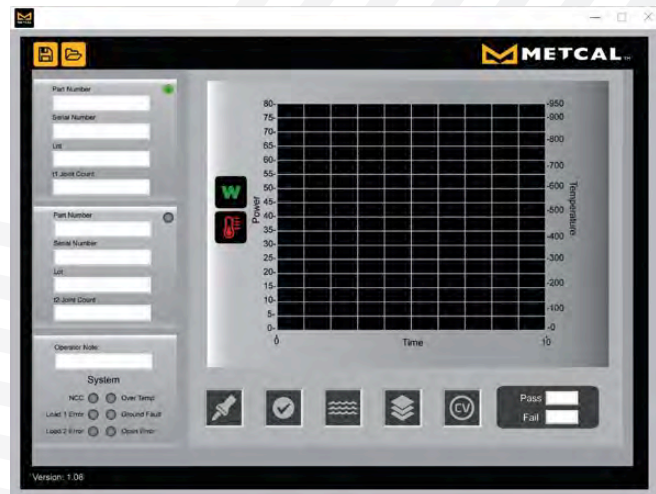 METCAL
Part Number
Serial Number
Lot
t1 Joint Count
Part Number
Serial Number
Lot
t2 Joint Count
Operator Note:
System
NCC
Over Temp
Load 1 Error
Ground Fault
Load 2 Error
Open Error
W
Power
80
75
70
65
60
55
50
45
40
35
30
25
20
15
10
5
0
0
Time
10
950
900
800
700
600
500
400
300
200
100
0
Temperature
CV
Pass
Fail
Version: 1.06